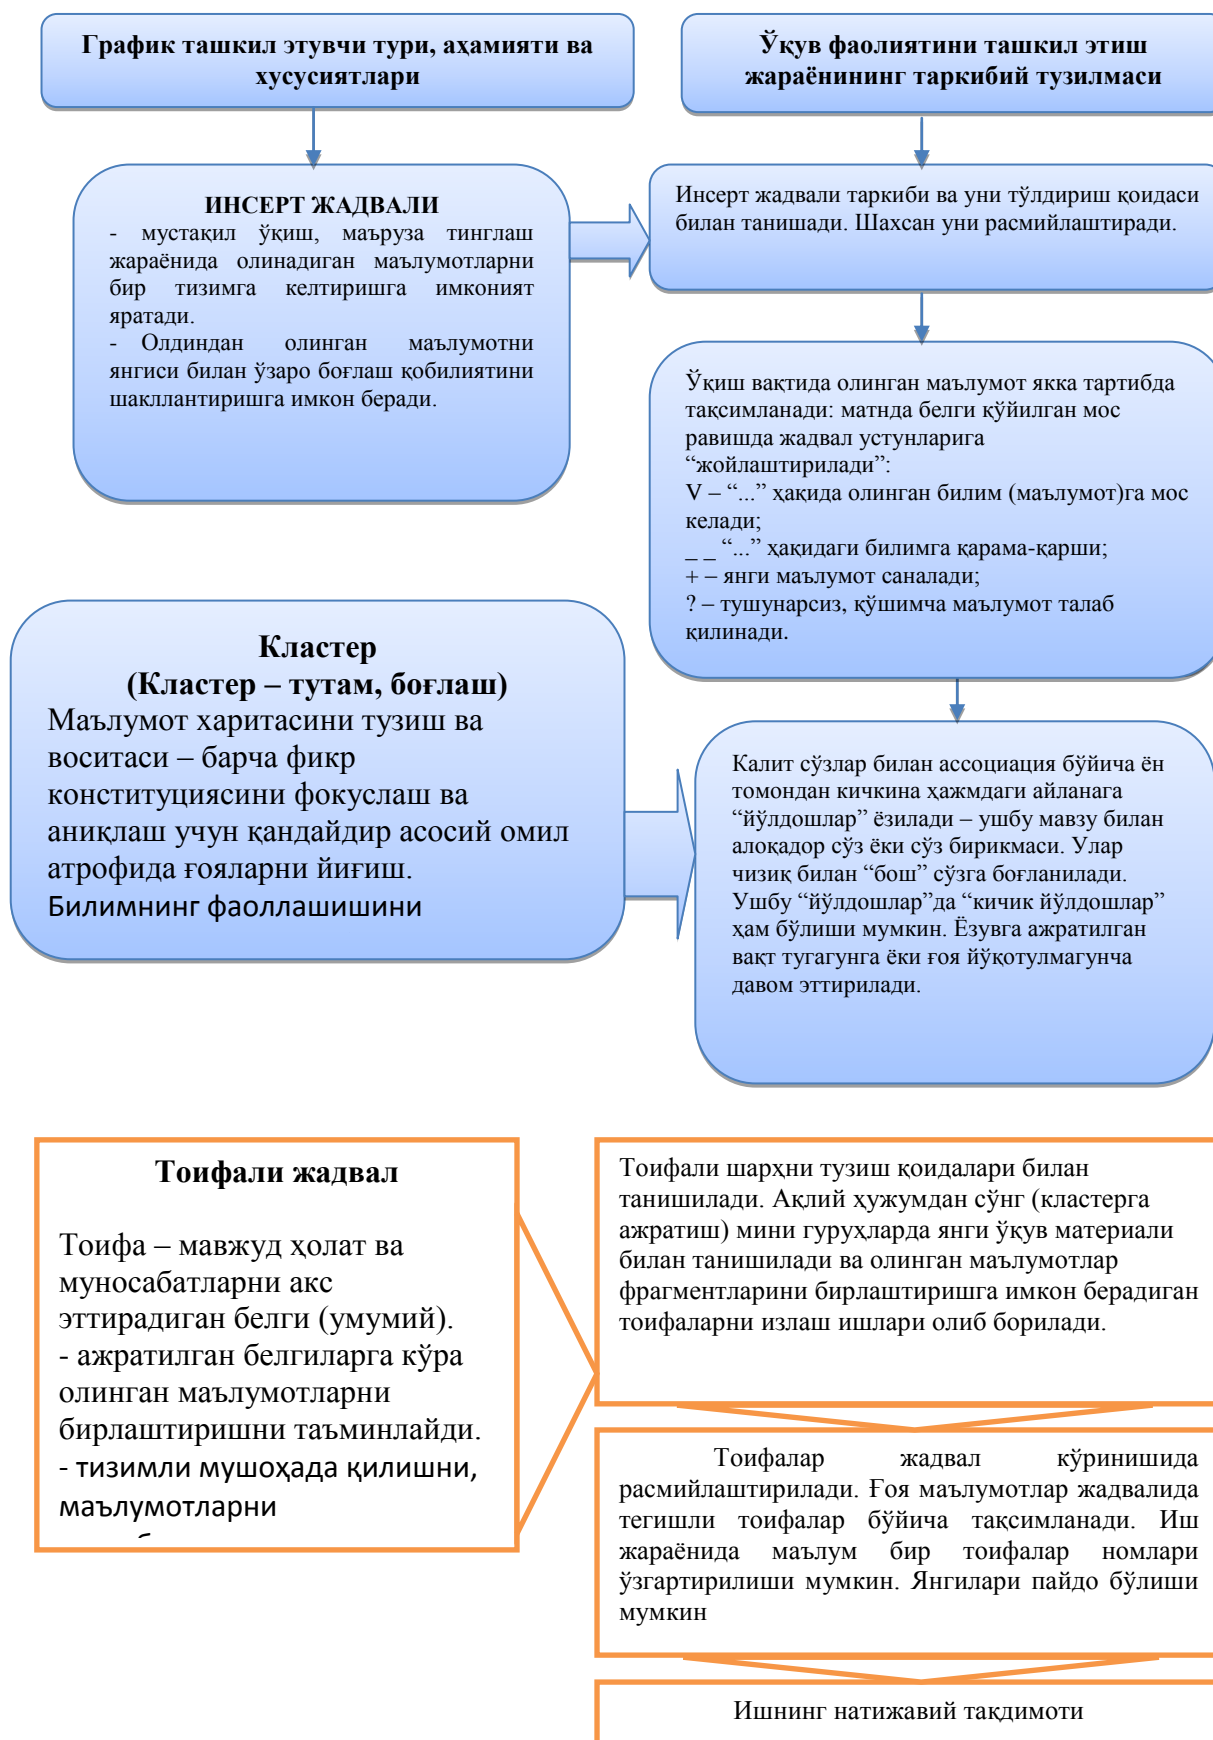 График ташкил этувчи тури, аҳамияти ва
хусусиятлари
Ўқув фаолиятини ташкил этиш
жараёнининг таркибий тузилмаси
ИНСЕРТ ЖАДВАЛИ
- мустақил ўқиш, маъруза тинглаш
жараёнида олинадиган маълумотларни
бир тизимга келтиришга имконият
яратади.
- Олдиндан олинган маълумотни
янгиси билан ўзаро боғлаш қобилиятини
шакллантиришга имкон беради.
Инсерт жадвали таркиби ва уни тўлдириш қоидаси
билан танишади. Шахсан уни расмийлаштиради.
Ўқиш вақтида олинган маълумот якка тартибда
тақсимланади: матнда белги қўйилган мос
равишда жадвал устунларига
“жойлаштирилади”:
V – “...” ҳақида олинган билим (маълумот)га мос
келади;
_ _ “...” ҳақидаги билимга қарама-қарши;
+ – янги маълумот саналади;
? – тушунарсиз, қўшимча маълумот талаб
қилинади.
Кластер
(Кластер – тутам, боғлаш)
Маълумот харитасини тузиш ва
воситаси – барча фикр
конституциясини фокуслаш ва
аниқлаш учун қандайдир асосий омил
атрофида ғояларни йиғиш.
Билимнинг фаоллашишини
Калит сўзлар билан ассоциация бўйича ён
томондан кичкина ҳажмдаги айланага
“йўлдошлар” ёзилади – ушбу мавзу билан
алоқадор сўз ёки сўз бирикмаси. Улар
чизиқ билан “бош” сўзга боғланилади.
Ушбу “йўлдошлар”да “кичик йўлдошлар”
ҳам бўлиши мумкин. Ёзувга ажратилган
вақт тугагунга ёки ғоя йўқотулмагунча
давом эттирилади.
Тоифали жадвал
Тоифа – мавжуд ҳолат ва
муносабатларни акс
эттирадиган белги (умумий).
- ажратилган белгиларга кўра
олинган маълумотларни
бирлаштиришни таъминлайди.
- тизимли мушоҳада қилишни,
маълумотларни
Тоифали шарҳни тузиш қоидалари билан
танишилади. Ақлий ҳужумдан сўнг (кластерга
ажратиш) мини гуруҳларда янги ўқув материали
билан танишилади ва олинган маълумотлар
фрагментларини бирлаштиришга имкон берадиган
тоифаларни излаш ишлари олиб борилади.
Тоифалар жадвал кўринишида
расмийлаштирилади. Ғоя маълумотлар жадвалида
тегишли тоифалар бўйича тақсимланади. Иш
жараёнида маълум бир тоифалар номлари
ўзгартирилиши мумкин. Янгилари пайдо бўлиши
мумкин
Ишнинг натижавий тақдимоти